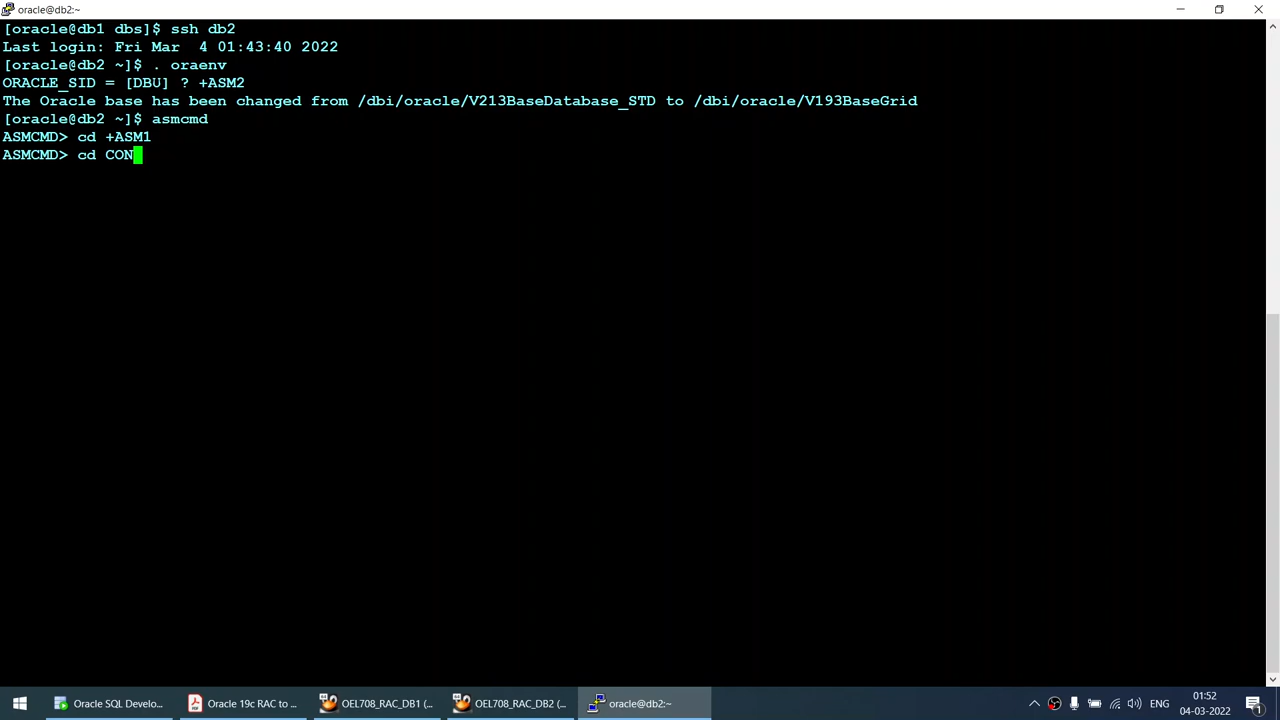 oracle@db2:~
[oracle@db1 dbs]$ ssh db2
Last login: Fri Mar  4 01:43:40 2022
[oracle@db2 ~]$ . oraenv
ORACLE_SID = [DBU] ? +ASM2
The Oracle base has been changed from /dbi/oracle/V213BaseDatabase_STD to /dbi/oracle/V193BaseGrid
[oracle@db2 ~]$ asmcmd
ASMCMD> cd +ASM1
ASMCMD> cd CON
Oracle SQL Develo...
Oracle 19c RAC to ...
OEL708_RAC_DB1 (...
OEL708_RAC_DB2 (...
oracle@db2:~
ENG
01:52
04-03-2022
1